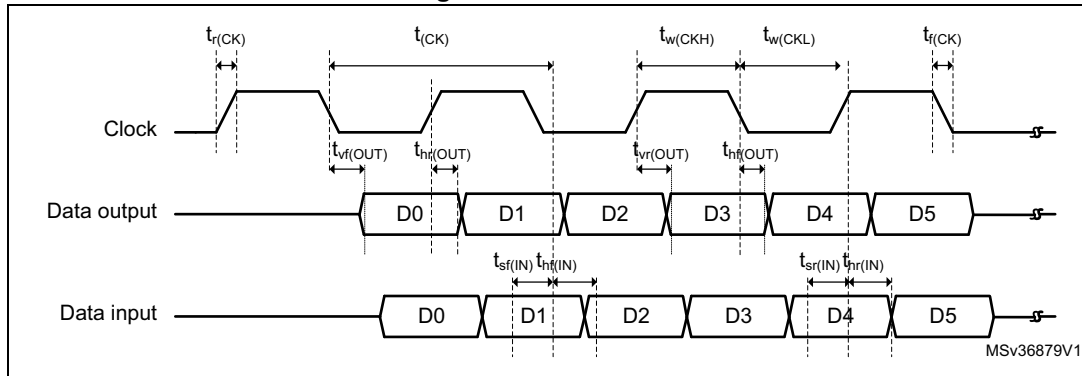 tr(CK) t(CK) tw(CKH) tw(CKL) tf(CK)
Clock
tvf(OUT) thr(OUT) tvr(OUT) thf(OUT)
Data output D0 D1 D2 D3 D4 D5
tsf(IN) thf(IN) tsr(IN) thr(IN)
Data input D0 D1 D2 D3 D4 D5
MSv36879V1